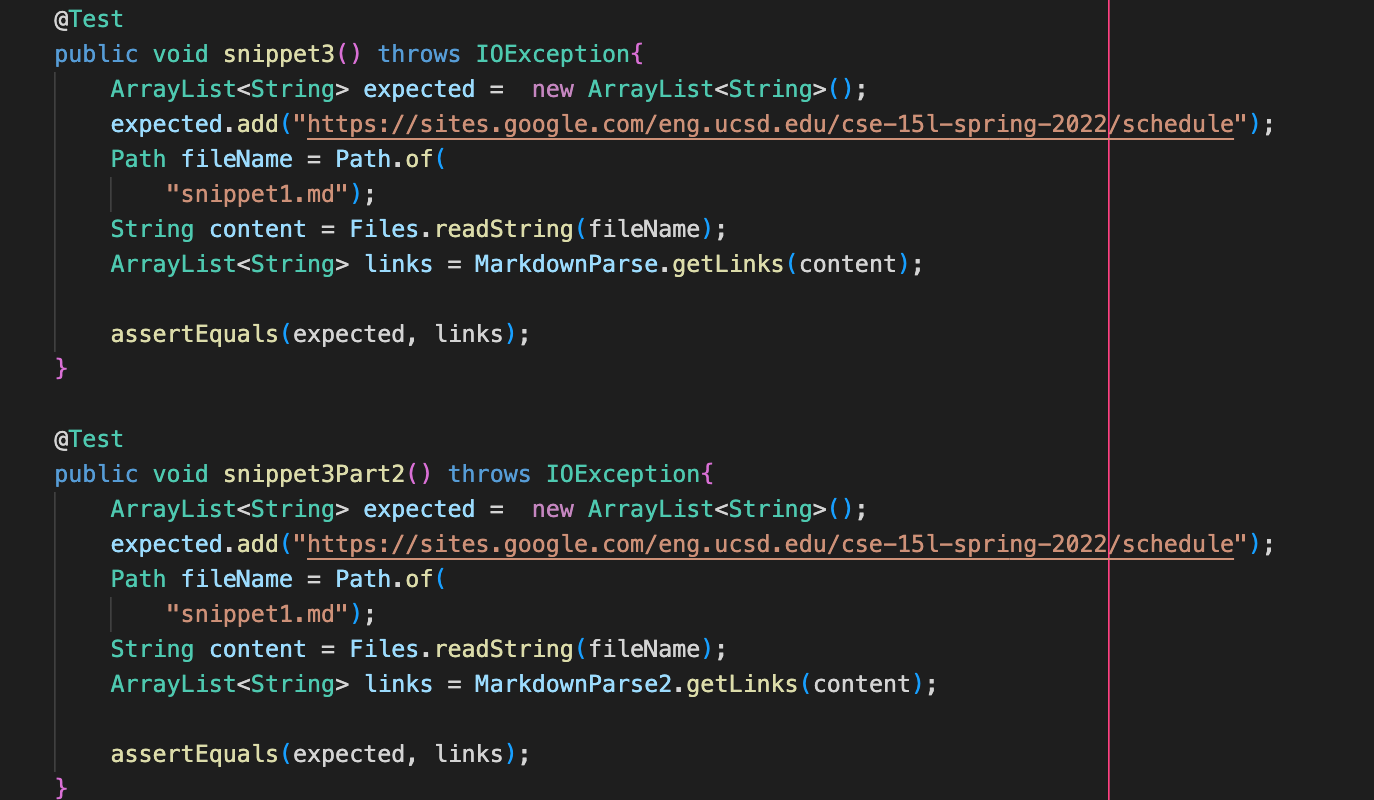 @Test
public void snippet3() throws IOException{
    ArrayList<String> expected =  new ArrayList<String>();
    expected.add("https://sites.google.com/eng.ucsd.edu/cse-15l-spring-2022/schedule");
    Path fileName = Path.of(
        "snippet1.md");
    String content = Files.readString(fileName);
    ArrayList<String> links = MarkdownParse.getLinks(content);

    assertEquals(expected, links);
}

@Test
public void snippet3Part2() throws IOException{
    ArrayList<String> expected =  new ArrayList<String>();
    expected.add("https://sites.google.com/eng.ucsd.edu/cse-15l-spring-2022/schedule");
    Path fileName = Path.of(
        "snippet1.md");
    String content = Files.readString(fileName);
    ArrayList<String> links = MarkdownParse2.getLinks(content);

    assertEquals(expected, links);
}